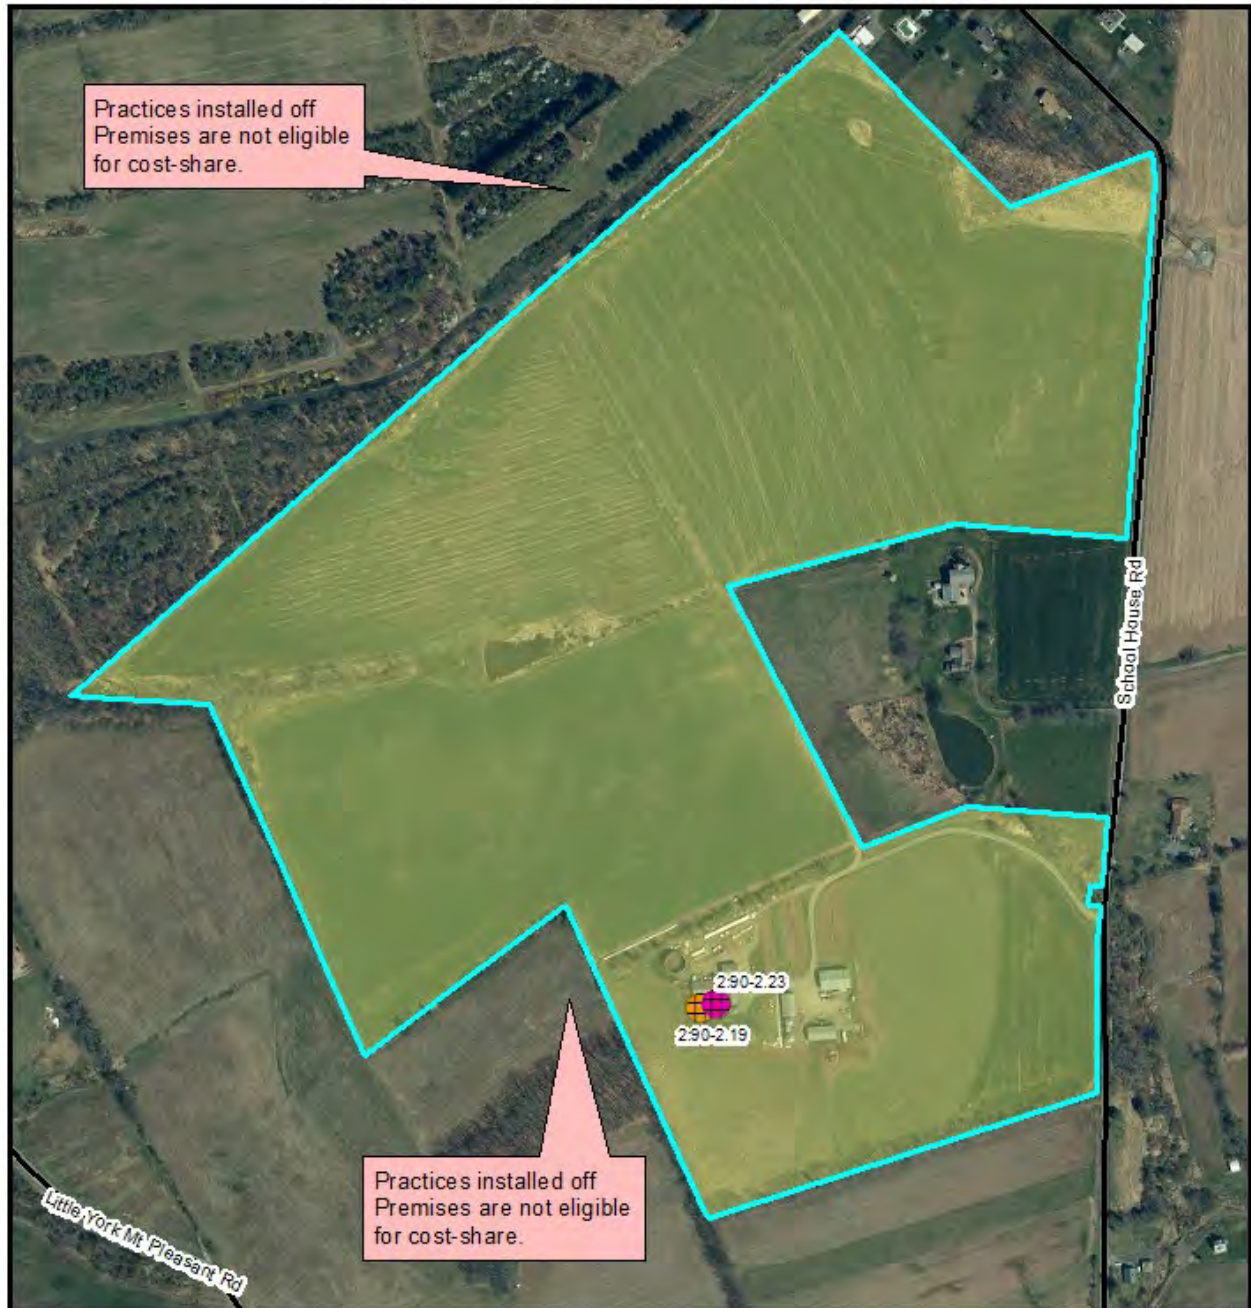 Practices installed off
Premises are not eligible
for cost-share.
School House Rd
2.90-2.23
2.90-2.19
Practices installed off
Premises are not eligible
for cost-share.
Little York Mt Pleasant Rd